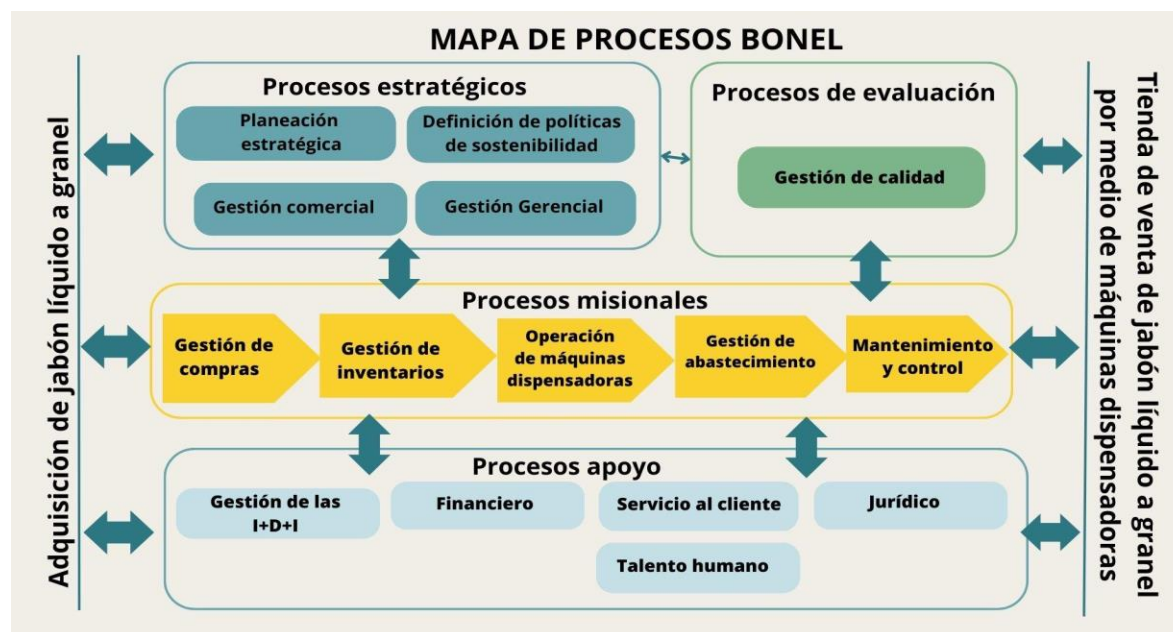 MAPA DE PROCESOS BONEL
Adquisición de jabón líquido a granel
Procesos estratégicos
Planeación
estratégica
Definición de políticas
de sostenibilidad
Gestión comercial
Gestión Gerencial
Procesos de evaluación
Gestión de calidad
Procesos misionales
Gestión de
compras
Gestión de
inventarios
Operación
de máquinas
dispensadoras
Gestión de
abastecimiento
Mantenimiento
y control
Procesos apoyo
Gestión de las
I+D+I
Financiero
Servicio al cliente
Jurídico
Talento humano
Tienda de venta de jabón líquido a granel
por medio de máquinas dispensadoras